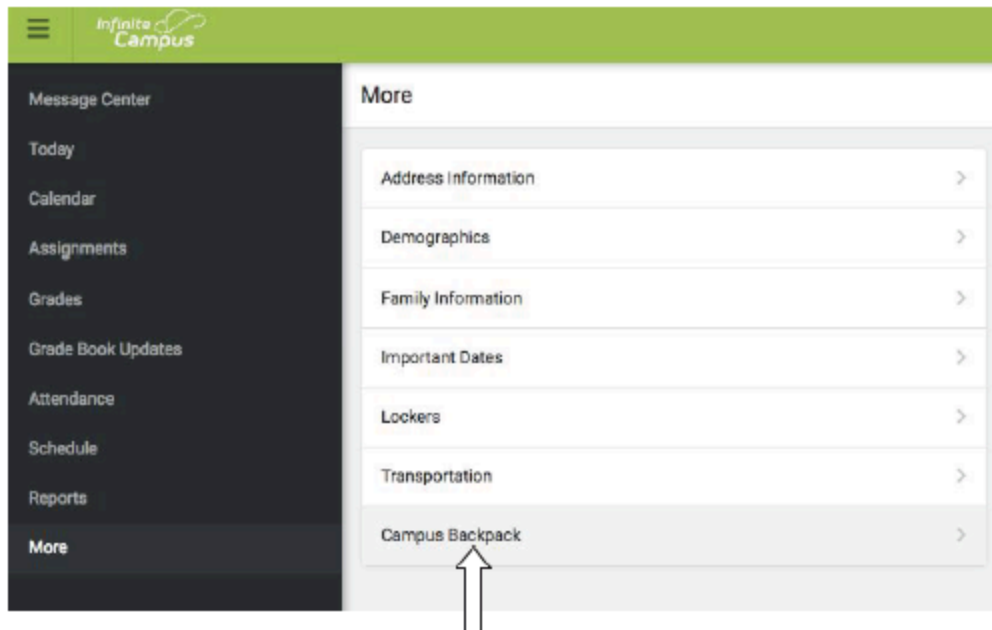 Infinite
Campus
Message Center
Today
Calendar
Assignments
Grades
Grade Book Updates
Attendance
Schedule
Reports
More
More
Address Information
Demographics
Family Information
Important Dates
Lockers
Transportation
Campus Backpack